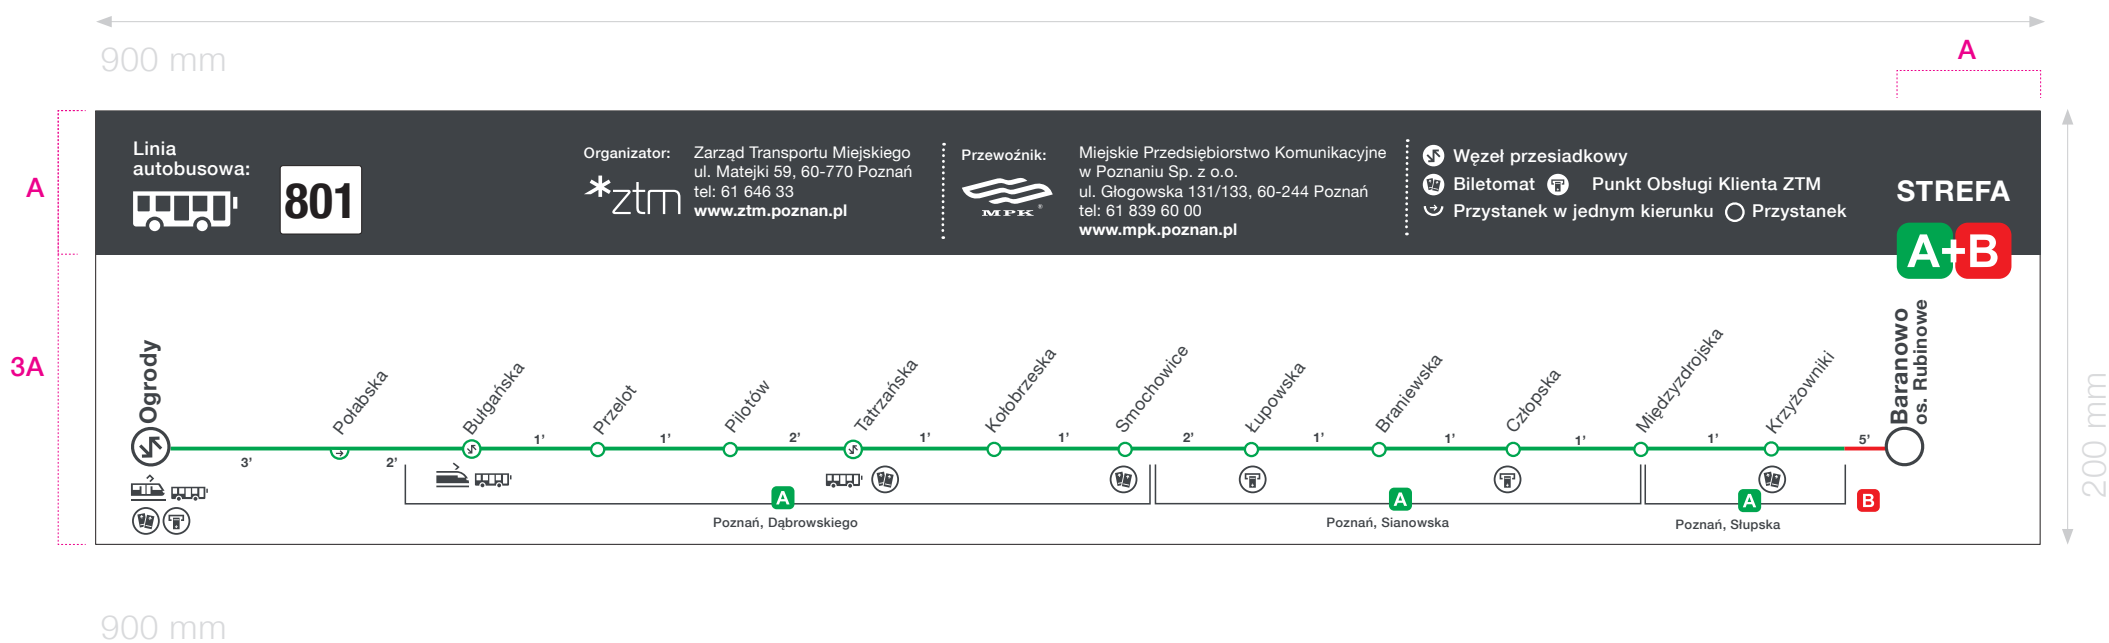 900 mm
A
A
3A
Linia
autobusowa:
801
Organizator:
*ztm
Zarząd Transportu Miejskiego
ul. Matejki 59, 60-770 Poznań
tel: 61 646 33
www.ztm.poznan.pl
Przewoźnik:
MPK®
Miejskie Przedsiębiorstwo Komunikacyjne
w Poznaniu Sp. z o.o.
ul. Głogowska 131/133, 60-244 Poznań
tel: 61 839 60 00
www.mpk.poznan.pl
Węzeł przesiadkowy
Biletomat Punkt Obsługi Klienta ZTM
Przystanek w jednym kierunku Przystanek
STREFA
A+B
Ogrody
Połabska
Bułgańska
Przelot
Pilotów
Tatrzańska
Kołobrzeska
Smochowice
Łupowska
Braniewska
Człopska
Międzyzdrojska
Krzyżowniki
Baranowo
os. Rubinowe
3’ 2’ 1’ 1’ 2’ 1’ 1’ 2’ 1’ 1’ 1’ 1’ 5’
A
Poznań, Dąbrowskiego
A
Poznań, Sianowska
A
Poznań, Słupska
B
200 mm
900 mm